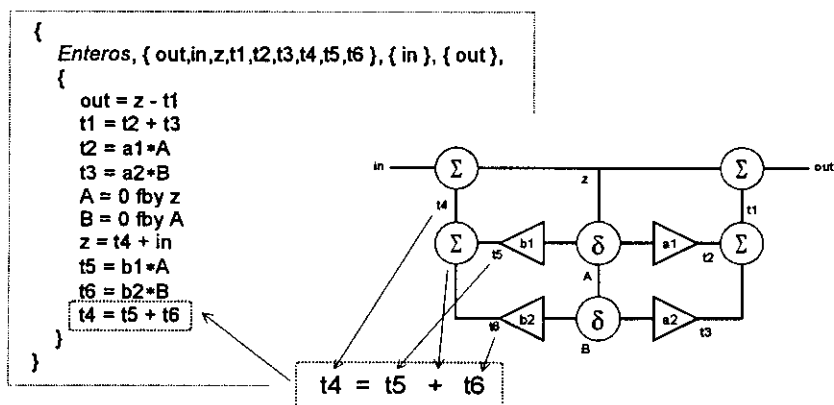 {
Enteros, { out,in,z,t1,t2,t3,t4,t5,t6 }, { in }, { out },
{
out = z - t1
t1 = t2 + t3
t2 = a1*A
t3 = a2*B
A = 0 fby z
B = 0 fby A
z = t4 + in
t5 = b1*A
t6 = b2*B
t4 = t5 + t6
}
}
t4 = t5 + t6
in Σ z Σ out
t4 t1
Σ t5 b1 δ a1 t2 Σ
A
t6 b2 δ a2 t3
B